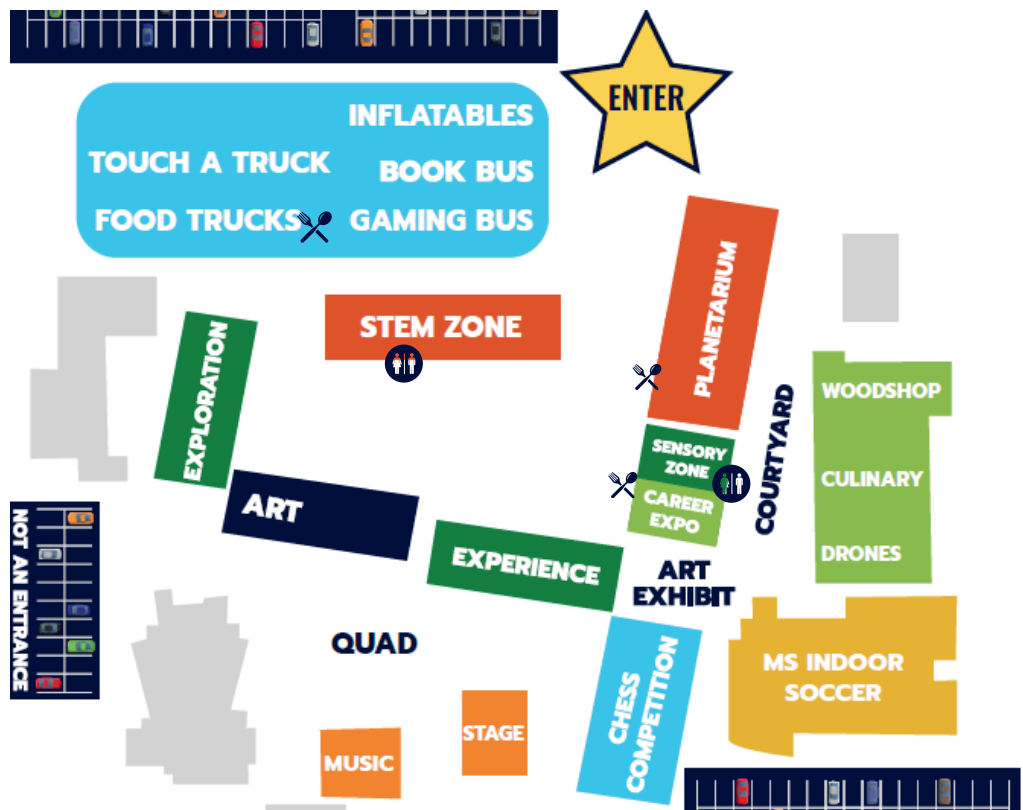 ENTER
INFLATABLES
TOUCH A TRUCK
BOOK BUS
FOOD TRUCKS
GAMING BUS
PLANETARIUM
STEM ZONE
EXPLORATION
WOODSHOP
COURTYARD
SENSORY
ZONE
CULINARY
CAREER
EXPO
ART
DRONES
EXPERIENCE
ART
EXHIBIT
NOT AN ENTRANCE
QUAD
MS INDOOR
SOCCER
CHESS
COMPETITION
STAGE
MUSIC